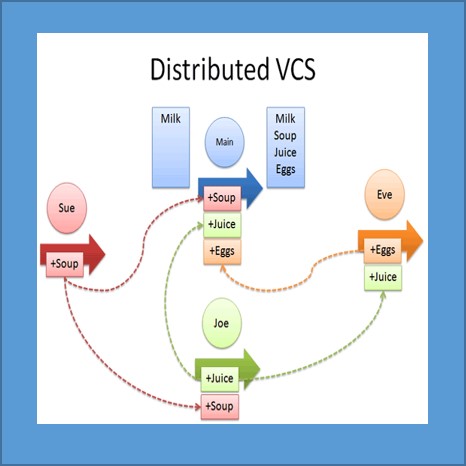 Distributed VCS
Milk
Main
Milk
Soup
Juice
Eggs
Sue
+Soup
+Soup
+Juice
+Eggs
Eve
+Eggs
+Juice
Joe
+Juice
+Soup